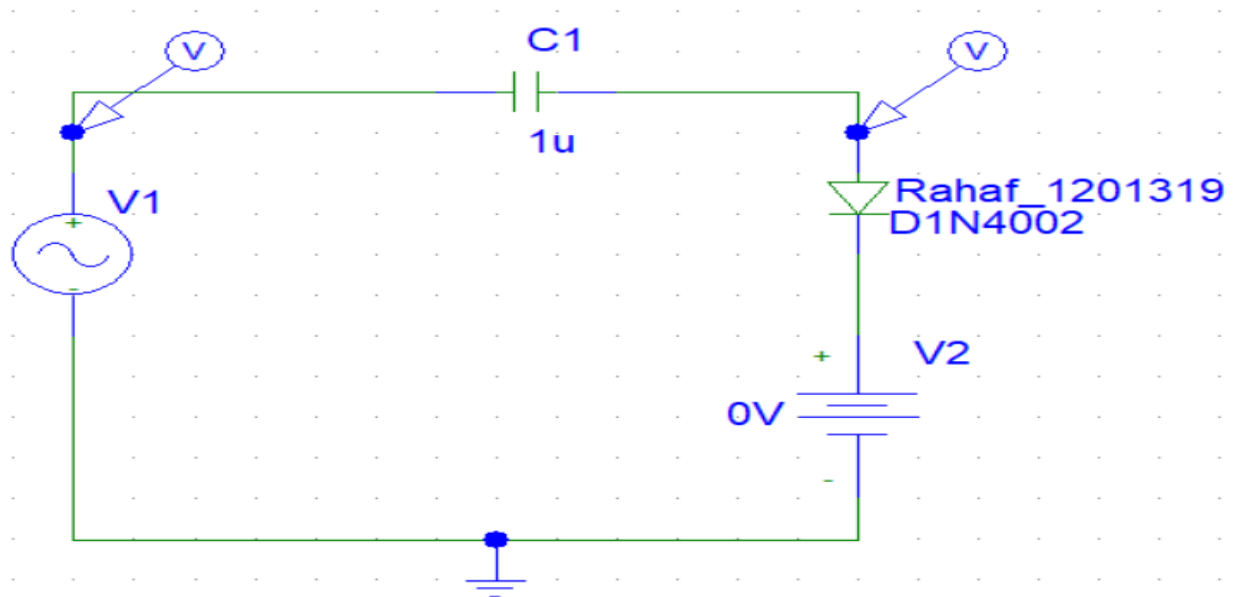 V
C1
V
1u
V1
+
-
Rahaf_1201319
D1N4002
+
V2
0V
-